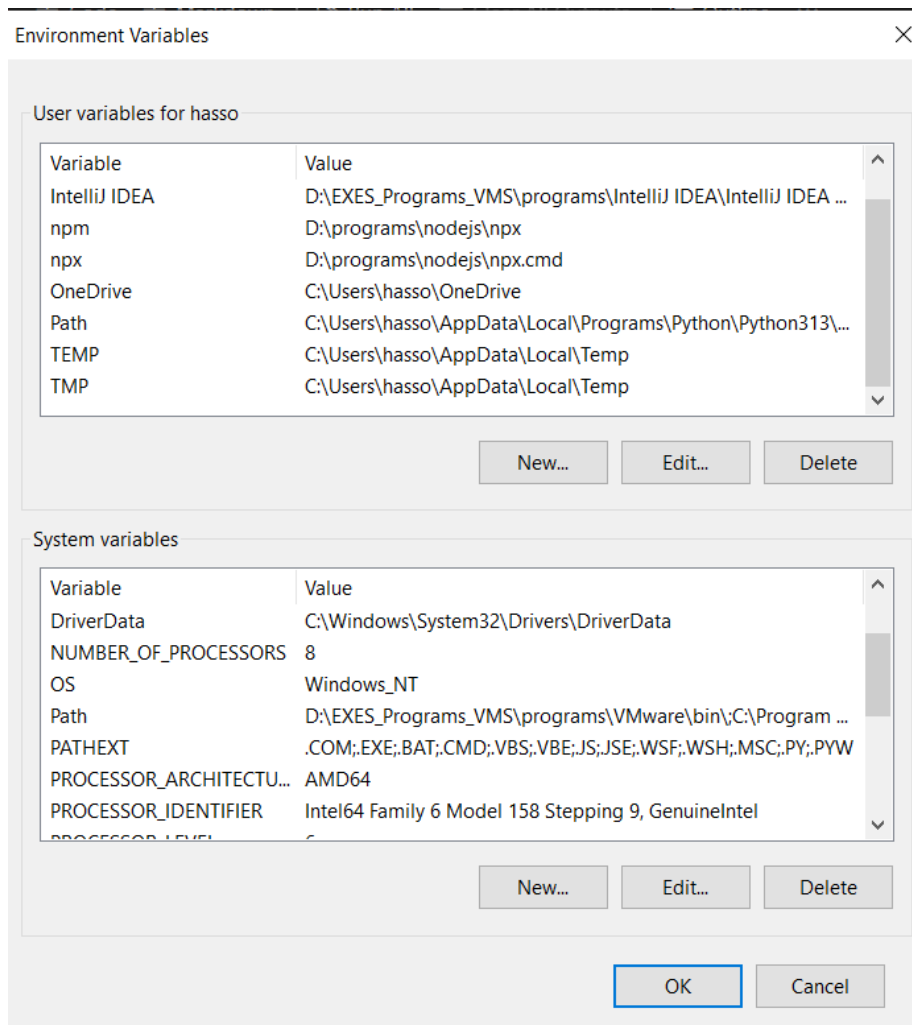 Environment Variables
User variables for hasso
Variable Value
IntelliJ IDEA D:\EXES_Programs_VMS\programs\IntelliJ IDEA\IntelliJ IDEA ...
npm D:\programs\nodejs\npx
npx D:\programs\nodejs\npx.cmd
OneDrive C:\Users\hasso\OneDrive
Path C:\Users\hasso\AppData\Local\Programs\Python\Python313\...
TEMP C:\Users\hasso\AppData\Local\Temp
TMP C:\Users\hasso\AppData\Local\Temp
New... Edit... Delete
System variables
Variable Value
DriverData C:\Windows\System32\Drivers\DriverData
NUMBER_OF_PROCESSORS 8
OS Windows_NT
Path D:\EXES_Programs_VMS\programs\VMware\bin\;C:\Program ...
PATHEXT .COM;.EXE;.BAT;.CMD;.VBS;.VBE;.JS;.JSE;.WSF;.WSH;.MSC;.PY;.PYW
PROCESSOR_ARCHITECTU... AMD64
PROCESSOR_IDENTIFIER Intel64 Family 6 Model 158 Stepping 9, GenuineIntel
New... Edit... Delete
OK Cancel